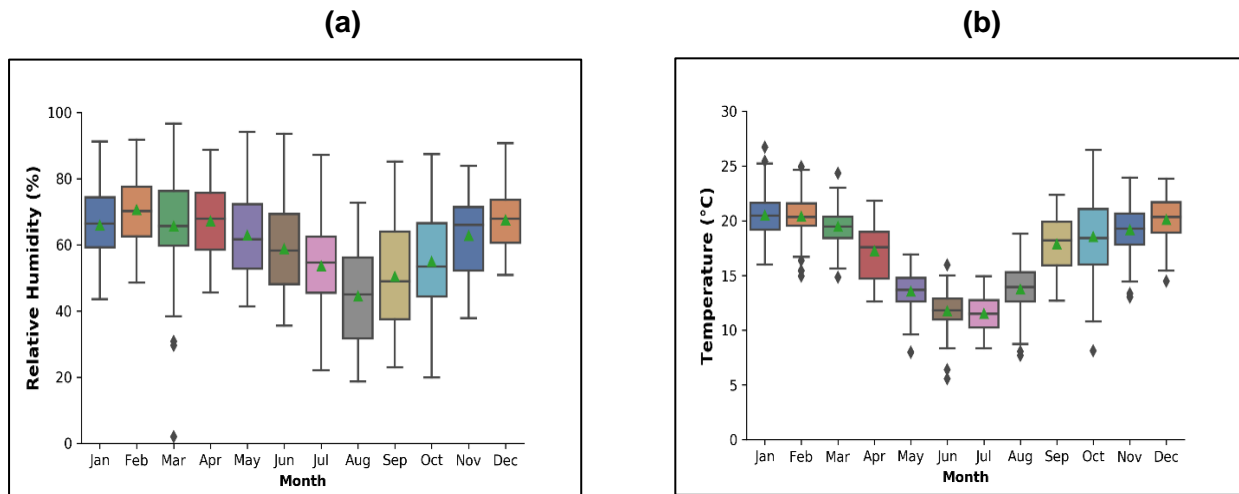 (a)
(b)
Relative Humidity (%)
100
80
60
40
20
0
Jan Feb Mar Apr May Jun Jul Aug Sep Oct Nov Dec
Month
Temperature (°C)
30
25
20
15
10
5
0
Jan Feb Mar Apr May Jun Jul Aug Sep Oct Nov Dec
Month